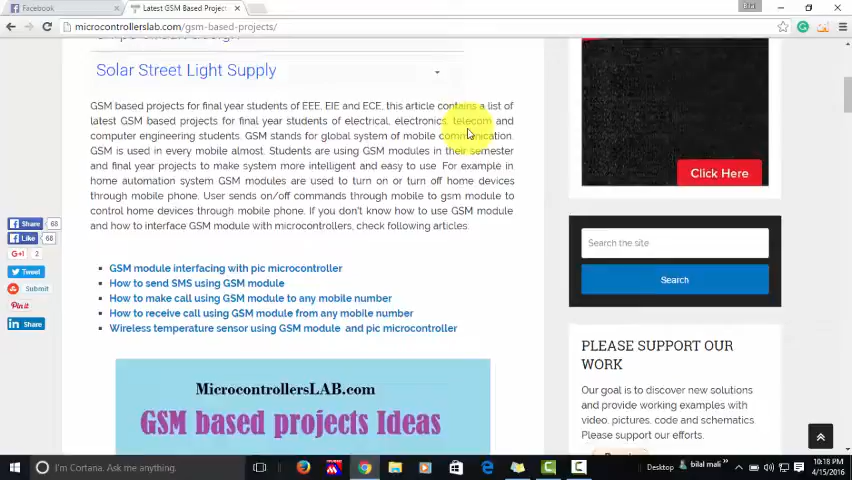 Facebook
Latest GSM Based Projec
Bilal
microcontrollerslab.com/gsm-based-projects/
Solar Street Light Supply
GSM based projects for final year students of EEE, EIE and ECE, this article contains a list of
latest GSM based projects for final year students of electrical, electronics, telecom and
computer engineering students. GSM stands for global system of mobile communication.
GSM is used in every mobile almost. Students are using GSM modules in their semester
and final year projects to make system more intelligent and easy to use. For example in
home automation system GSM modules are used to turn on or turn off home devices
through mobile phone. User sends on/off commands through mobile to gsm module to
control home devices through mobile phone. If you don't know how to use GSM module
and how to interface GSM module with microcontrollers, check following articles.
GSM module interfacing with pic microcontroller
How to send SMS using GSM module
How to make call using GSM module to any mobile number
How to receive call using GSM module from any mobile number
Wireless temperature sensor using GSM module and pic microcontroller
MicrocontrollersLAB.com
GSM based projects Ideas
Share 68
Like 68
G+1 2
Tweet
Submit
Pin it
Share
Click Here
Search the site
Search
PLEASE SUPPORT OUR
WORK
Our goal is to discover new solutions
and provide working examples with
video, pictures, code and schematics.
Please support our efforts.
I'm Cortana. Ask me anything.
Desktop
bilal mali
10:18 PM
4/15/2016